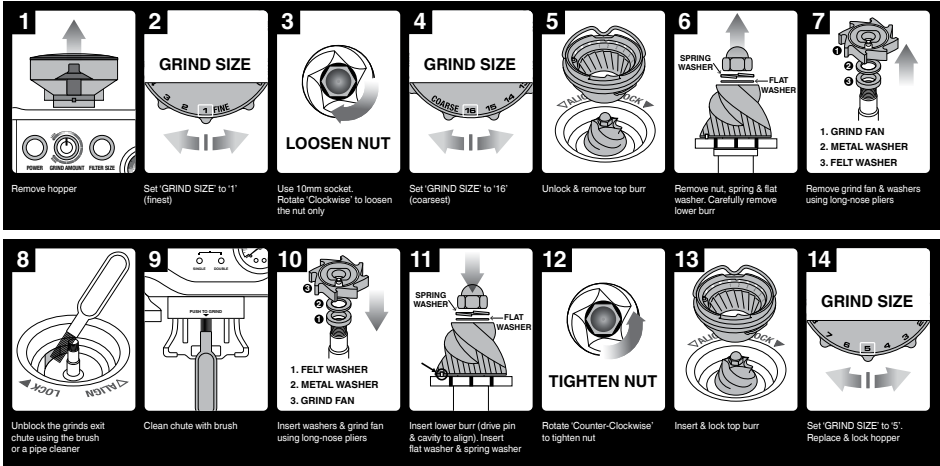 1
POWER
GRIND AMOUNT
FILTER SIZE
Remove hopper
2
GRIND SIZE
3 2 1 FINE
Set ‘GRIND SIZE’ to ‘1’
(finest)
3
LOOSEN NUT
Use 10mm socket.
Rotate ‘Clockwise’ to loosen
the nut only
4
GRIND SIZE
COARSE 16 15 14
Set ‘GRIND SIZE’ to ‘16’
(coarsest)
5
Unlock & remove top burr
6
SPRING
WASHER
FLAT
WASHER
Remove nut, spring & flat
washer. Carefully remove
lower burr
7
1
2
3
1. GRIND FAN
2. METAL WASHER
3. FELT WASHER
Remove grind fan & washers
using long-nose pliers
8
LOCK
ALIGN
Unblock the grinds exit
chute using the brush
or a pipe cleaner
9
SINGLE
DOUBLE
PUSH TO GRIND
Clean chute with brush
10
3
2
1
1. FELT WASHER
2. METAL WASHER
3. GRIND FAN
Insert washers & grind fan
using long-nose pliers
11
SPRING
WASHER
FLAT
WASHER
Insert lower burr (drive pin
& cavity to align). Insert
flat washer & spring washer
12
TIGHTEN NUT
Rotate ‘Counter-Clockwise’
to tighten nut
13
Insert & lock top burr
14
GRIND SIZE
7 6 5 4 3
Set ‘GRIND SIZE’ to ‘5’.
Replace & lock hopper